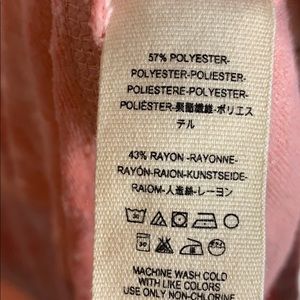 57% POLYESTER-
POLYESTER-POLIESTER-
POLIESTERE-POLYESTER-
POLIÉSTER-聚酯纖維-ポリエス
テル
43% RAYON -RAYONNE-
RAYÓN-RAION-KUNSTSEIDE-
RAIOM-人造絲-レーヨン
MACHINE WASH COLD
WITH LIKE COLORS
USE ONLY NON-CHLORINE